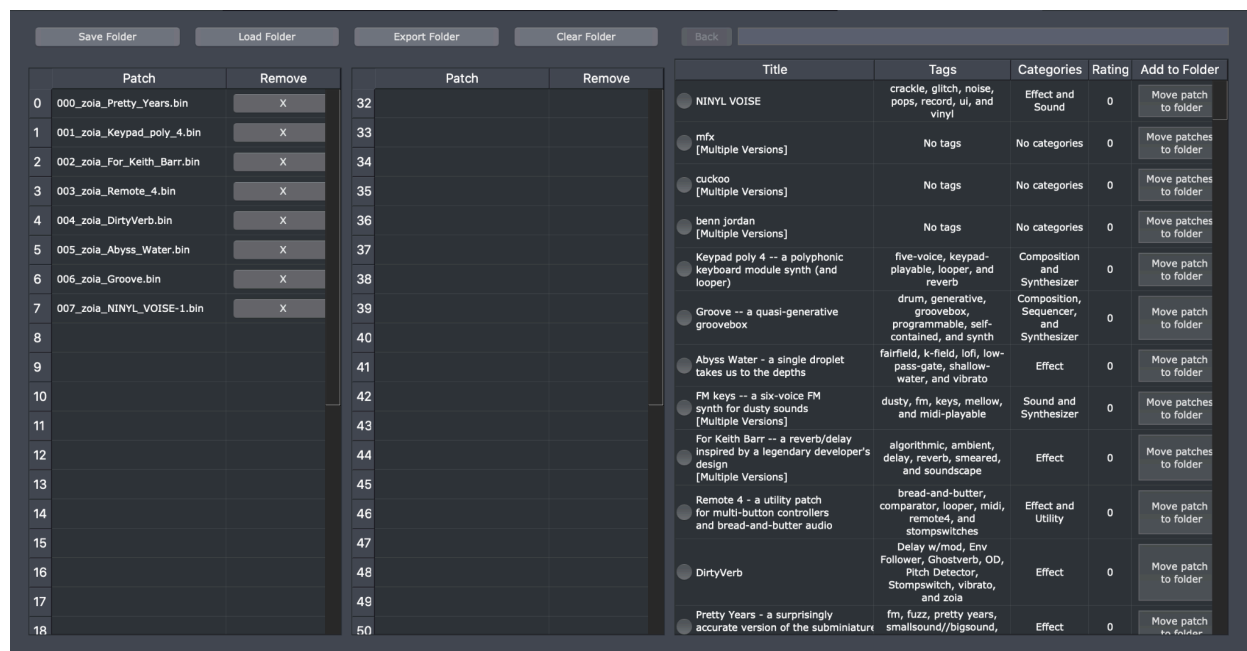 Save Folder Load Folder Export Folder Clear Folder Back
Patch Remove
0 000_zoia_Pretty_Years.bin X
1 001_zoia_Keypad_poly_4.bin X
2 002_zoia_For_Keith_Barr.bin X
3 003_zoia_Remote_4.bin X
4 004_zoia_DirtyVerb.bin X
5 005_zoia_Abyss_Water.bin X
6 006_zoia_Groove.bin X
7 007_zoia_NINYL_VOISE-1.bin X
8
9
10
11
12
13
14
15
16
17
18
Patch Remove
32
33
34
35
36
37
38
39
40
41
42
43
44
45
46
47
48
49
50
Title Tags Categories Rating Add to Folder
NINYL VOISE
crackle, glitch, noise,
pops, record, ui, and
vinyl
Effect and
Sound
0
Move patch
to folder
mfx
[Multiple Versions]
No tags
No categories
0
Move patches
to folder
cuckoo
[Multiple Versions]
No tags
No categories
0
Move patches
to folder
benn jordan
[Multiple Versions]
No tags
No categories
0
Move patches
to folder
Keypad poly 4 -- a polyphonic
keyboard module synth (and
looper)
five-voice, keypad-
playable, looper, and
reverb
Composition
and
Synthesizer
0
Move patch
to folder
Groove -- a quasi-generative
groovebox
drum, generative,
groovebox,
programmable, self-
contained, and synth
Composition,
Sequencer,
and
Synthesizer
0
Move patch
to folder
Abyss Water - a single droplet
takes us to the depths
fairfield, k-field, lofi, low-
pass-gate, shallow-
water, and vibrato
Effect
0
Move patch
to folder
FM keys -- a six-voice FM
synth for dusty sounds
[Multiple Versions]
dusty, fm, keys, mellow,
and midi-playable
Sound and
Synthesizer
0
Move patches
to folder
For Keith Barr -- a reverb/delay
inspired by a legendary developer's
design
[Multiple Versions]
algorithmic, ambient,
delay, reverb, smeared,
and soundscape
Effect
0
Move patches
to folder
Remote 4 - a utility patch
for multi-button controllers
and bread-and-butter audio
bread-and-butter,
comparator, looper, midi,
remote4, and
stompswitches
Effect and
Utility
0
Move patch
to folder
DirtyVerb
Delay w/mod, Env
Follower, Ghostverb, OD,
Pitch Detector,
Stompswitch, vibrato,
and zoia
Effect
0
Move patch
to folder
Pretty Years - a surprisingly
accurate version of the subminiature
fm, fuzz, pretty years,
smallsound//bigsound,
Effect
0
Move patch
to folder